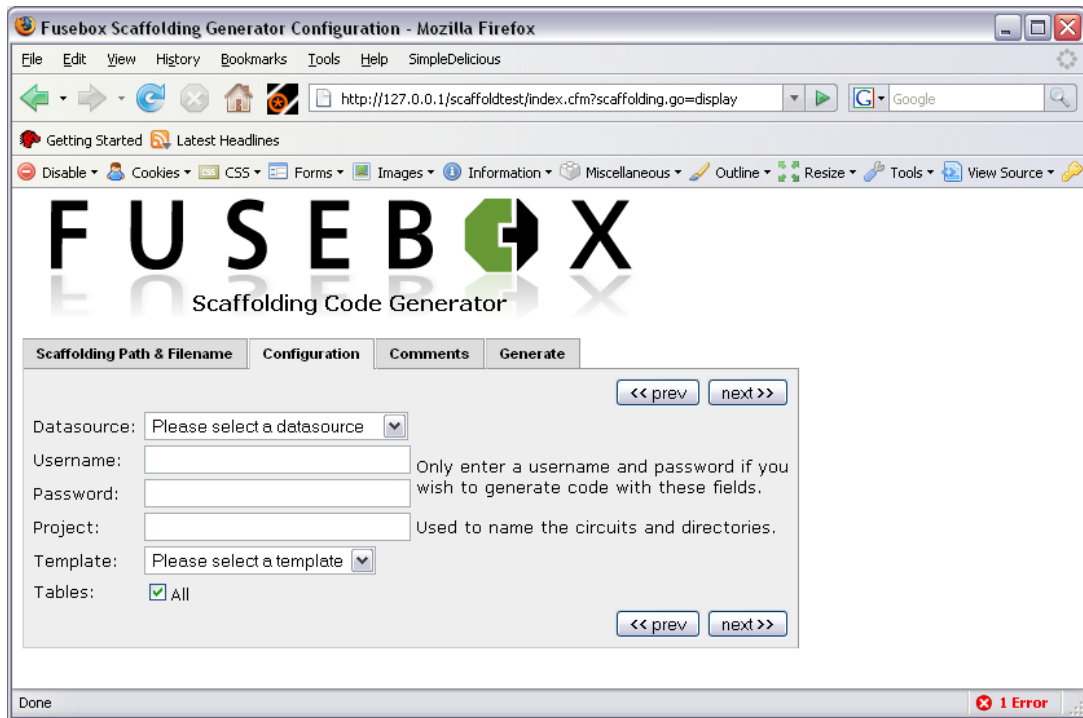 Fusebox Scaffolding Generator Configuration - Mozilla Firefox
File Edit View History Bookmarks Tools Help SimpleDelicious
http://127.0.0.1/scaffoldtest/index.cfm?scaffolding.go=display G Google
Getting Started Latest Headlines
Disable Cookies CSS CSS Forms Images Information Miscellaneous Outline Resize Tools View Source
FUSEBOX
Scaffolding Code Generator
Scaffolding Path & Filename Configuration Comments Generate
<< prev next >>
Datasource: Please select a datasource
Username:
Only enter a username and password if you
Password:
wish to generate code with these fields.
Project: Used to name the circuits and directories.
Template: Please select a template
Tables: All
<< prev next >>
Done 1 Error